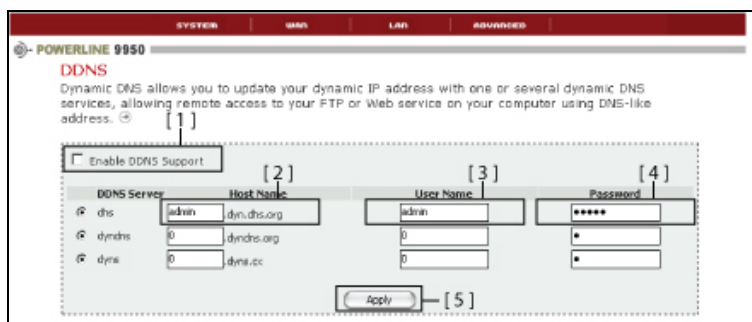 SYSTEM WAN LAN ADVANCED
POWERLINE 9950
DDNS
Dynamic DNS allows you to update your dynamic IP address with one or several dynamic DNS
services, allowing remote access to your FTP or Web service on your computer using DNS-like
address.
[1]
Enable DDNS Support
[2] [3] [4]
DDNS Server Host Name User Name Password
dhs admin .dyn.dhs.org admin •••••
dyndns 0 .dyndns.org 0 •
dyns 0 .dyns.cc 0 •
Apply [5]